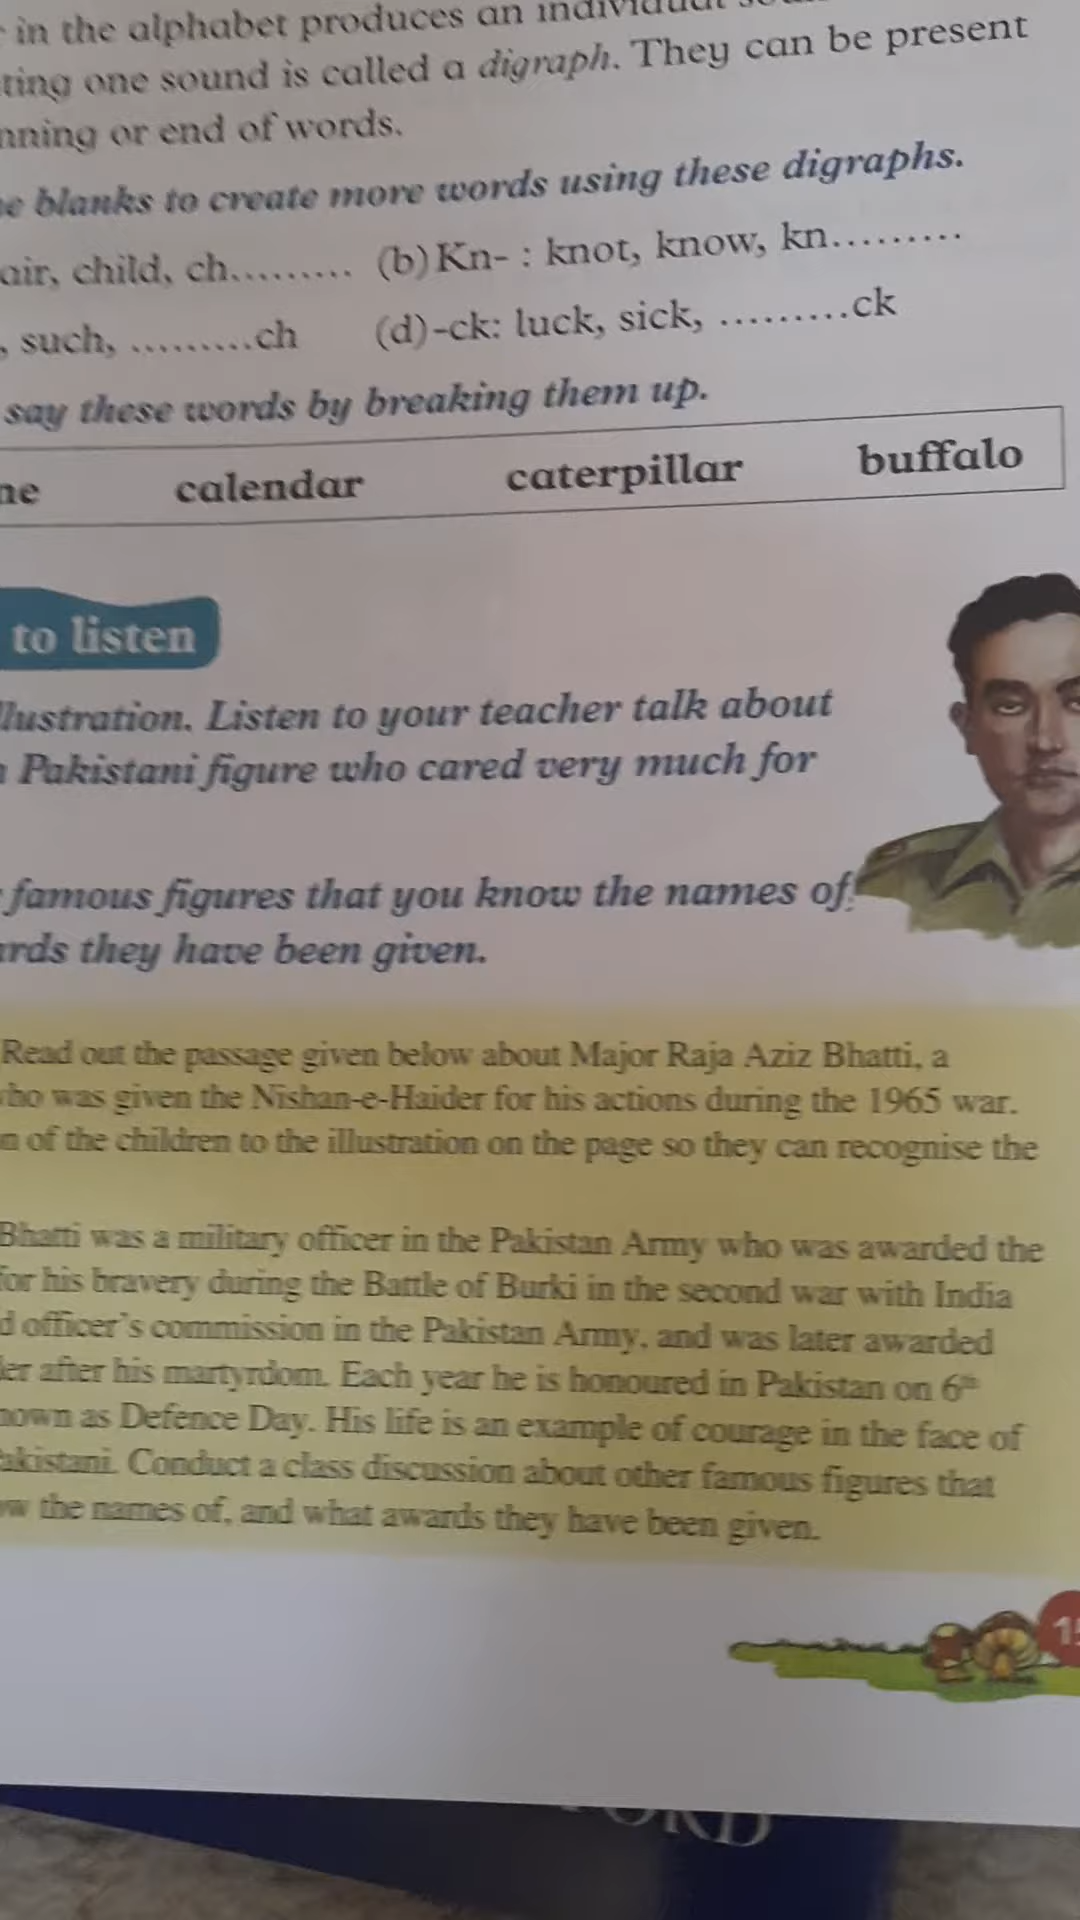 in the alphabet produces an individual
ting one sound is called a digraph. They can be present
nning or end of words.
e blanks to create more words using these digraphs.
air, child, ch......... (b) Kn- : knot, know, kn.........
, such, .........ch (d) -ck: luck, sick, .........ck
say these words by breaking them up.
ne calendar caterpillar buffalo
to listen
llustration. Listen to your teacher talk about
Pakistani figure who cared very much for
famous figures that you know the names of,
ards they have been given.
Read out the passage given below about Major Raja Aziz Bhatti, a
who was given the Nishan-e-Haider for his actions during the 1965 war.
n of the children to the illustration on the page so they can recognise the
Bhatti was a military officer in the Pakistan Army who was awarded the
for his bravery during the Battle of Burki in the second war with India
d officer's commission in the Pakistan Army, and was later awarded
er after his martyrdom. Each year he is honoured in Pakistan on 6th
nown as Defence Day. His life is an example of courage in the face of
Pakistani. Conduct a class discussion about other famous figures that
ow the names of, and what awards they have been given.